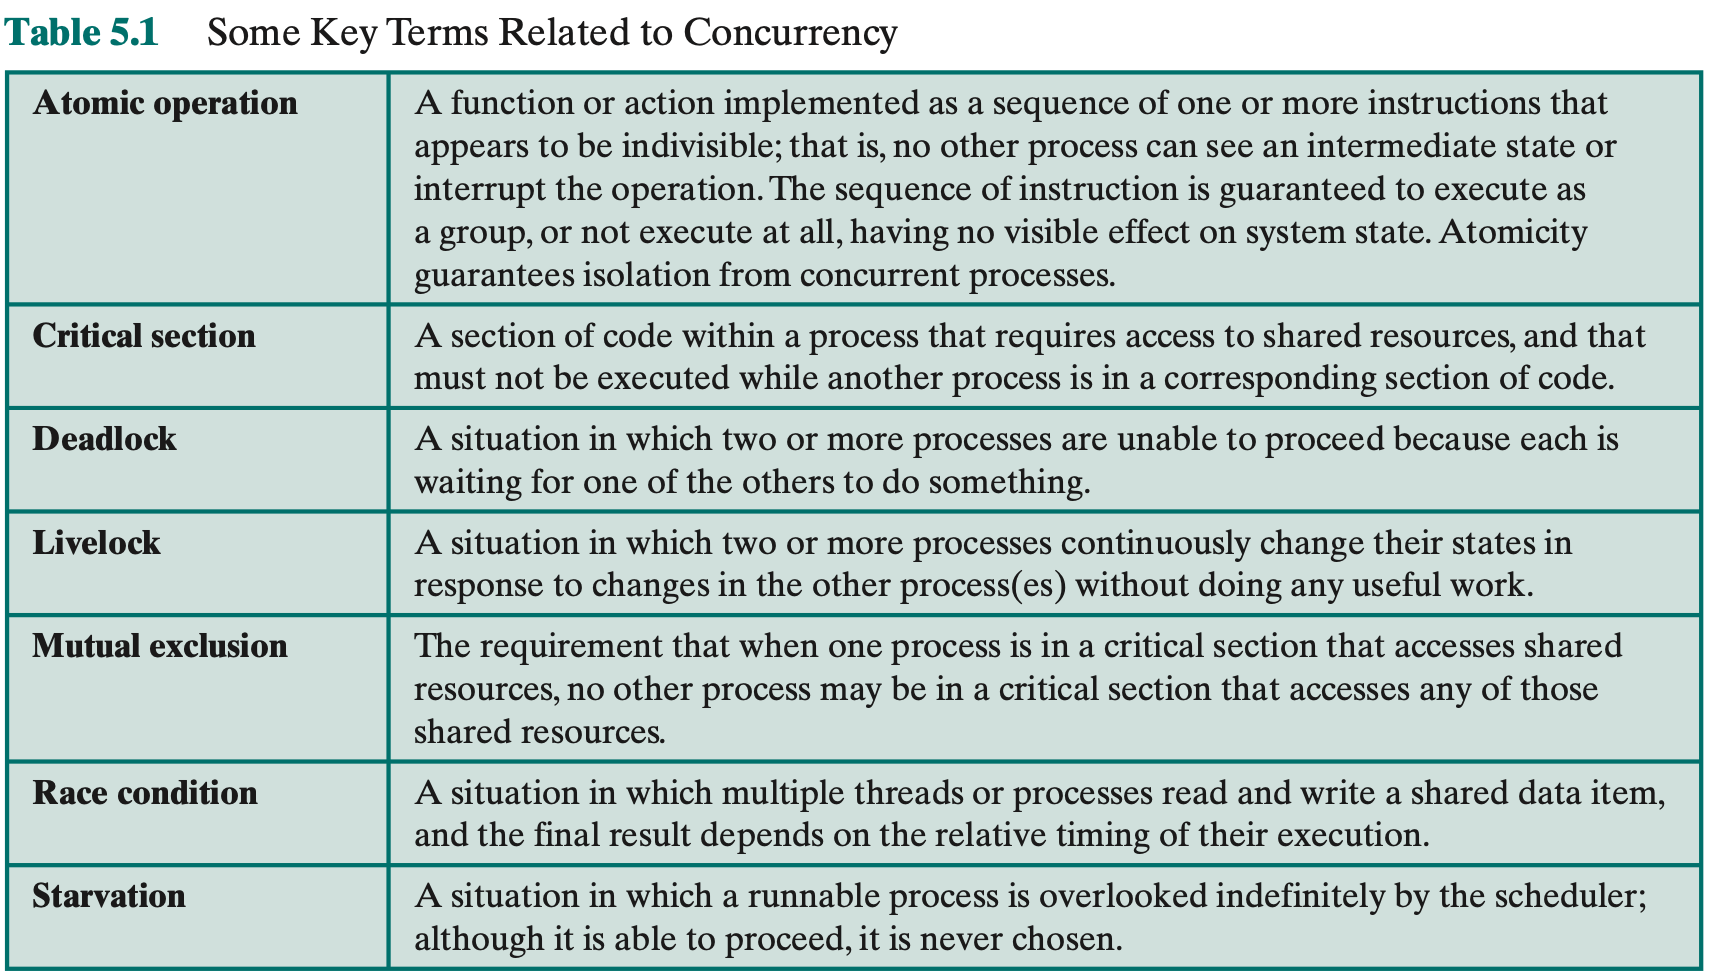 Table 5.1 Some Key Terms Related to Concurrency
Atomic operation
A function or action implemented as a sequence of one or more instructions that
appears to be indivisible; that is, no other process can see an intermediate state or
interrupt the operation. The sequence of instruction is guaranteed to execute as
a group, or not execute at all, having no visible effect on system state. Atomicity
guarantees isolation from concurrent processes.
Critical section
A section of code within a process that requires access to shared resources, and that
must not be executed while another process is in a corresponding section of code.
Deadlock
A situation in which two or more processes are unable to proceed because each is
waiting for one of the others to do something.
Livelock
A situation in which two or more processes continuously change their states in
response to changes in the other process(es) without doing any useful work.
Mutual exclusion
The requirement that when one process is in a critical section that accesses shared
resources, no other process may be in a critical section that accesses any of those
shared resources.
Race condition
A situation in which multiple threads or processes read and write a shared data item,
and the final result depends on the relative timing of their execution.
Starvation
A situation in which a runnable process is overlooked indefinitely by the scheduler;
although it is able to proceed, it is never chosen.